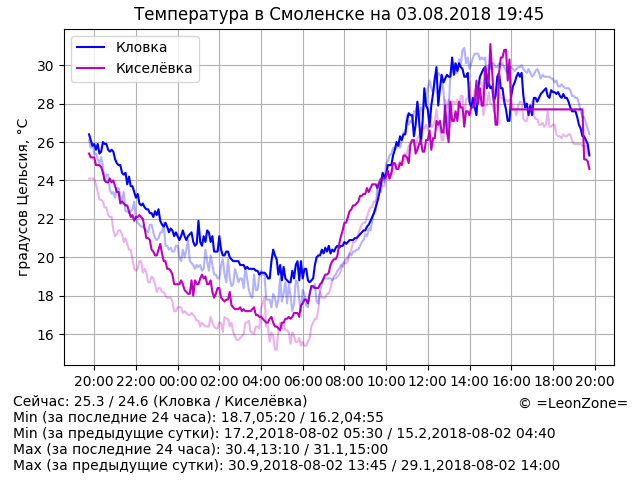 Температура в Смоленске на 03.08.2018 19:45
Кловка
Киселёвка
градусов Цельсия, °C
30
28
26
24
22
20
18
16
20:00 22:00 00:00 02:00 04:00 06:00 08:00 10:00 12:00 14:00 16:00 18:00 20:00
Сейчас: 25.3 / 24.6 (Кловка / Киселёвка)
© =LeonZone=
Min (за последние 24 часа): 18.7,05:20 / 16.2,04:55
Min (за предыдущие сутки): 17.2,2018-08-02 05:30 / 15.2,2018-08-02 04:40
Max (за последние 24 часа): 30.4,13:10 / 31.1,15:00
Max (за предыдущие сутки): 30.9,2018-08-02 13:45 / 29.1,2018-08-02 14:00